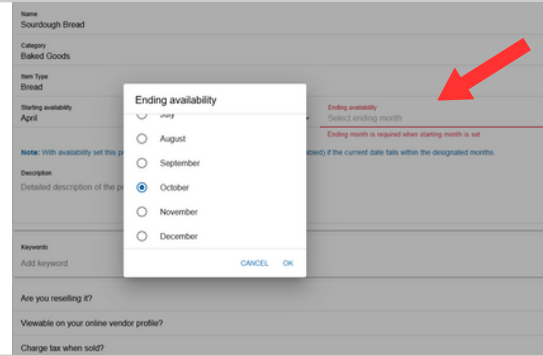 Name
Sourdough Bread
Category
Baked Goods
Item Type
Bread
Starting availability
April
Ending availability
Select ending month
Ending month is required when starting month is set
Note: With availability set this
bled) if the current date falls within the designated months.
Description
Detailed description of the
Ending availability
July
August
September
October
November
December
CANCEL OK
Keywords
Add keyword
Are you reselling it?
Viewable on your online vendor profile?
Charge tax when sold?